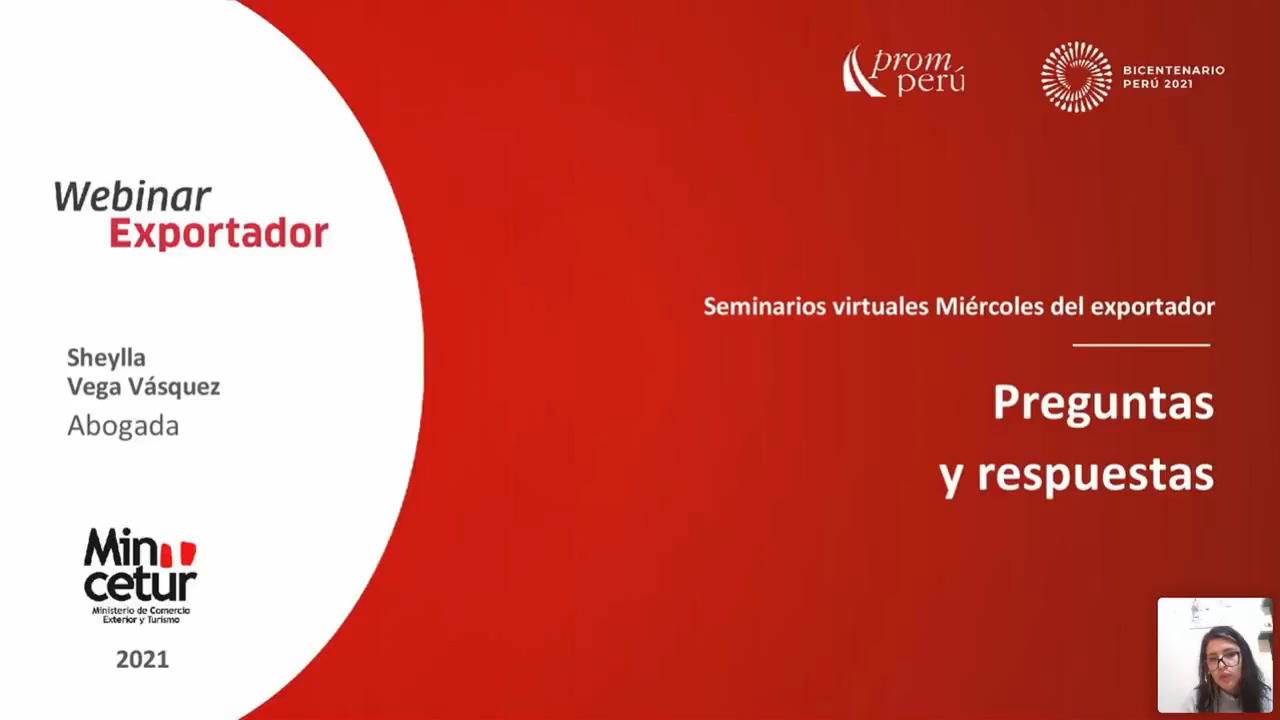 prom
perú
BICENTENARIO
PERÚ 2021
Webinar
Exportador
Seminarios virtuales Miércoles del exportador
Sheylla
Vega Vásquez
Abogada
Preguntas
y respuestas
Min
cetur
Ministerio de Comercio
Exterior y Turismo
2021